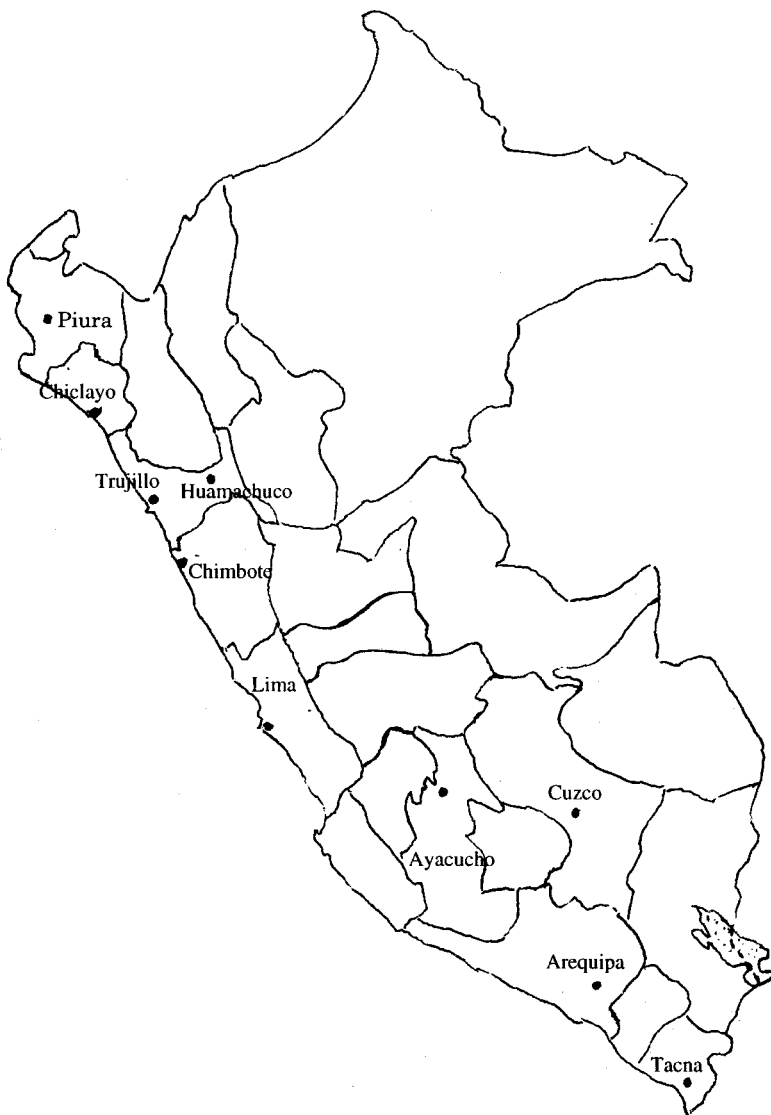 Piura
Chiclayo
Trujillo
Huamachuco
Chimbote
Lima
Cuzco
Ayacucho
Arequipa
Tacna